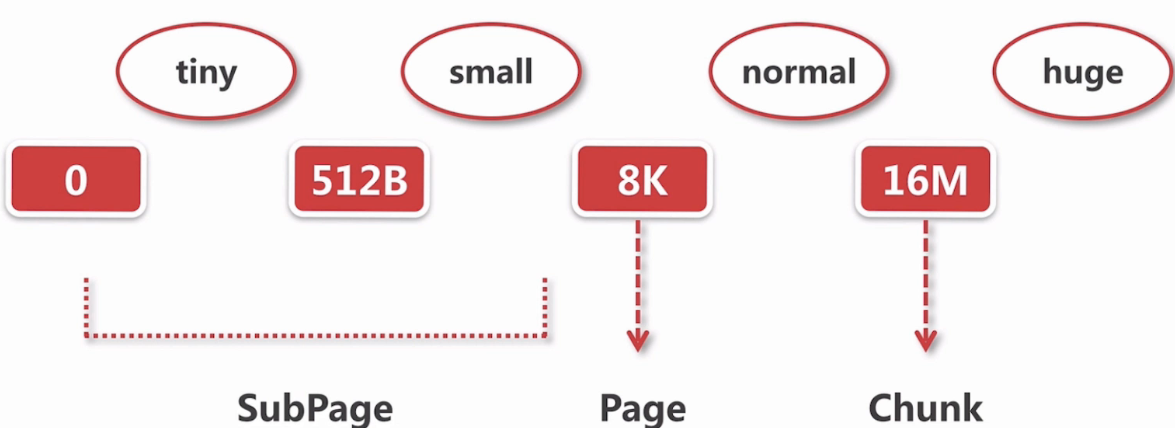 tiny small normal huge
0 512B 8K 16M
SubPage Page Chunk